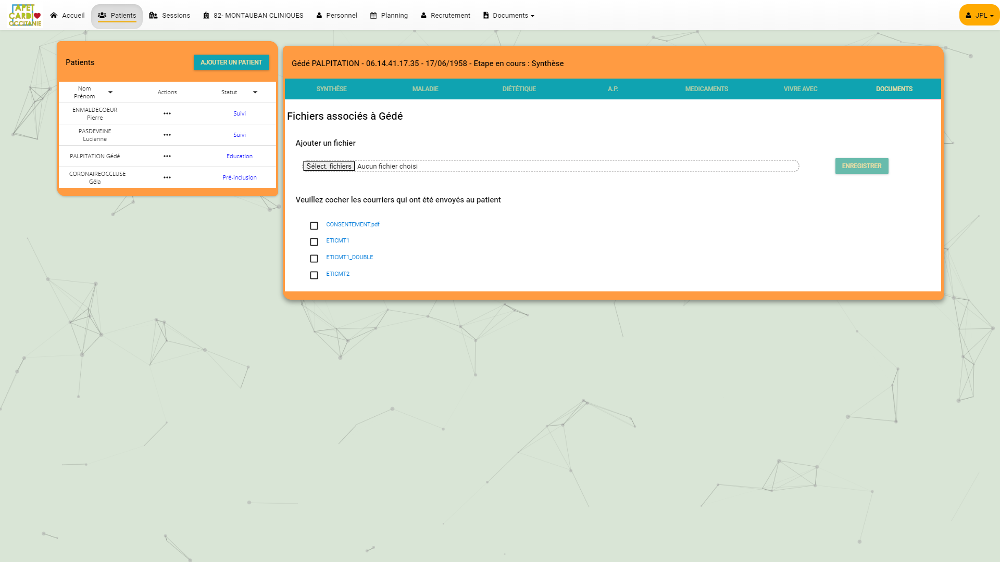 APET
CARDI
OCCITANIE
Accueil
Patients
Sessions
82- MONTAUBAN CLINIQUES
Personnel
Planning
Recrutement
Documents
JPL
Patients
AJOUTER UN PATIENT
Nom
Prénom
Actions
Statut
ENMALDECOEUR
Pierre
Suivi
PASDEVEINE
Lucienne
Suivi
PALPITATION Gédé
Education
CORONAIREOCCLUSE
Géla
Pré-inclusion
Gédé PALPITATION - 06.14.41.17.35 - 17/06/1958 - Etape en cours : Synthèse
SYNTHÈSE
MALADIE
DIÉTÉTIQUE
A.P.
MEDICAMENTS
VIVRE AVEC
DOCUMENTS
Fichiers associés à Gédé
Ajouter un fichier
Sélect. fichiers Aucun fichier choisi
ENREGISTRER
Veuillez cocher les courriers qui ont été envoyés au patient
CONSENTEMENT.pdf
ETICMT1
ETICMT1_DOUBLE
ETICMT2